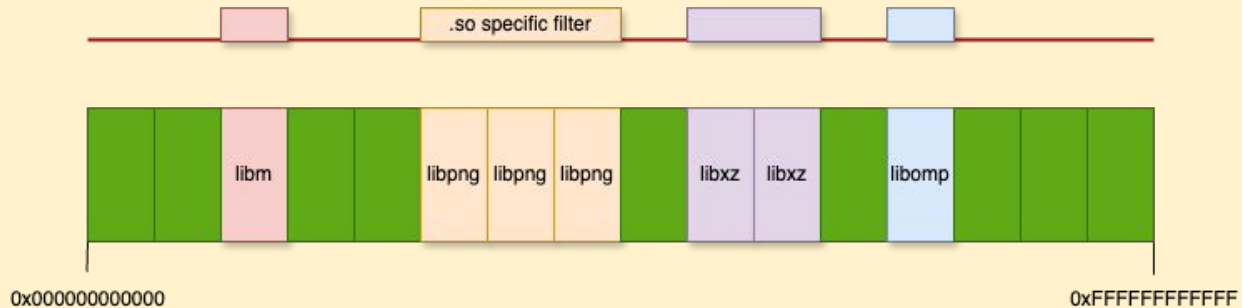 .so specific filter
libm
libpng
libpng
libpng
libxz
libxz
libomp
0x000000000000
0xFFFFFFFFFFFF